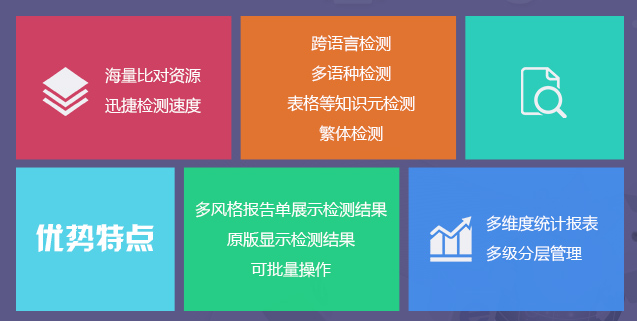 海量比对资源
迅捷检测速度
跨语言检测
多语种检测
表格等知识元检测
繁体检测
优势特点
多风格报告单展示检测结果
原版显示检测结果
可批量操作
多维度统计报表
多级分层管理